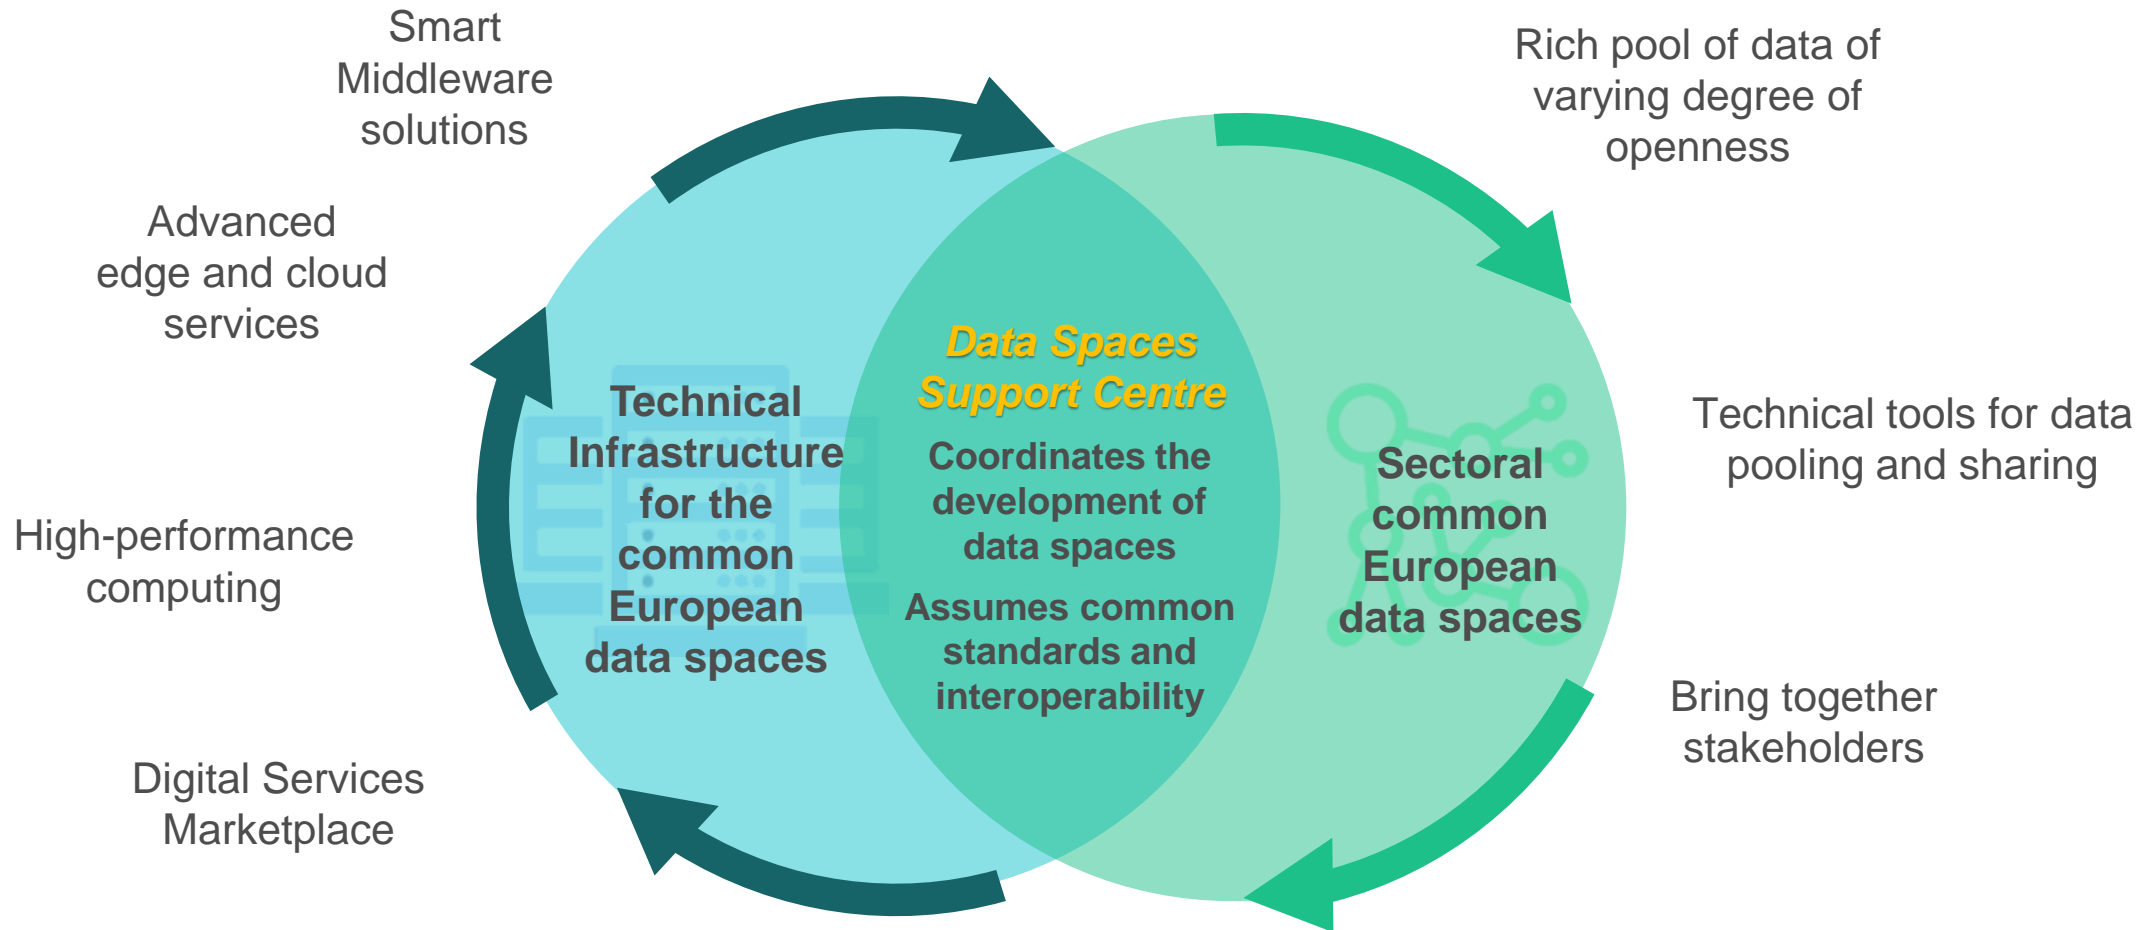 Smart
Middleware
solutions
Advanced
edge and cloud
services
High-performance
computing
Digital Services
Marketplace
Technical
Infrastructure
for the
common
European
data spaces
Data Spaces
Support Centre
Coordinates the
development of
data spaces
Assumes common
standards and
interoperability
Sectoral
common
European
data spaces
Rich pool of data of
varying degree of
openness
Technical tools for data
pooling and sharing
Bring together
stakeholders